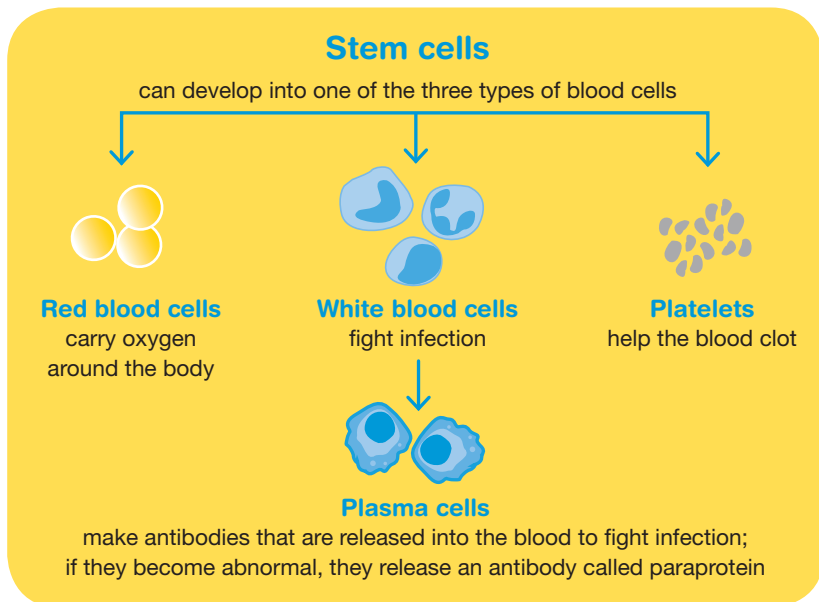 Stem cells
can develop into one of the three types of blood cells
Red blood cells
carry oxygen
around the body
White blood cells
fight infection
Platelets
help the blood clot
Plasma cells
make antibodies that are released into the blood to fight infection;
if they become abnormal, they release an antibody called paraprotein